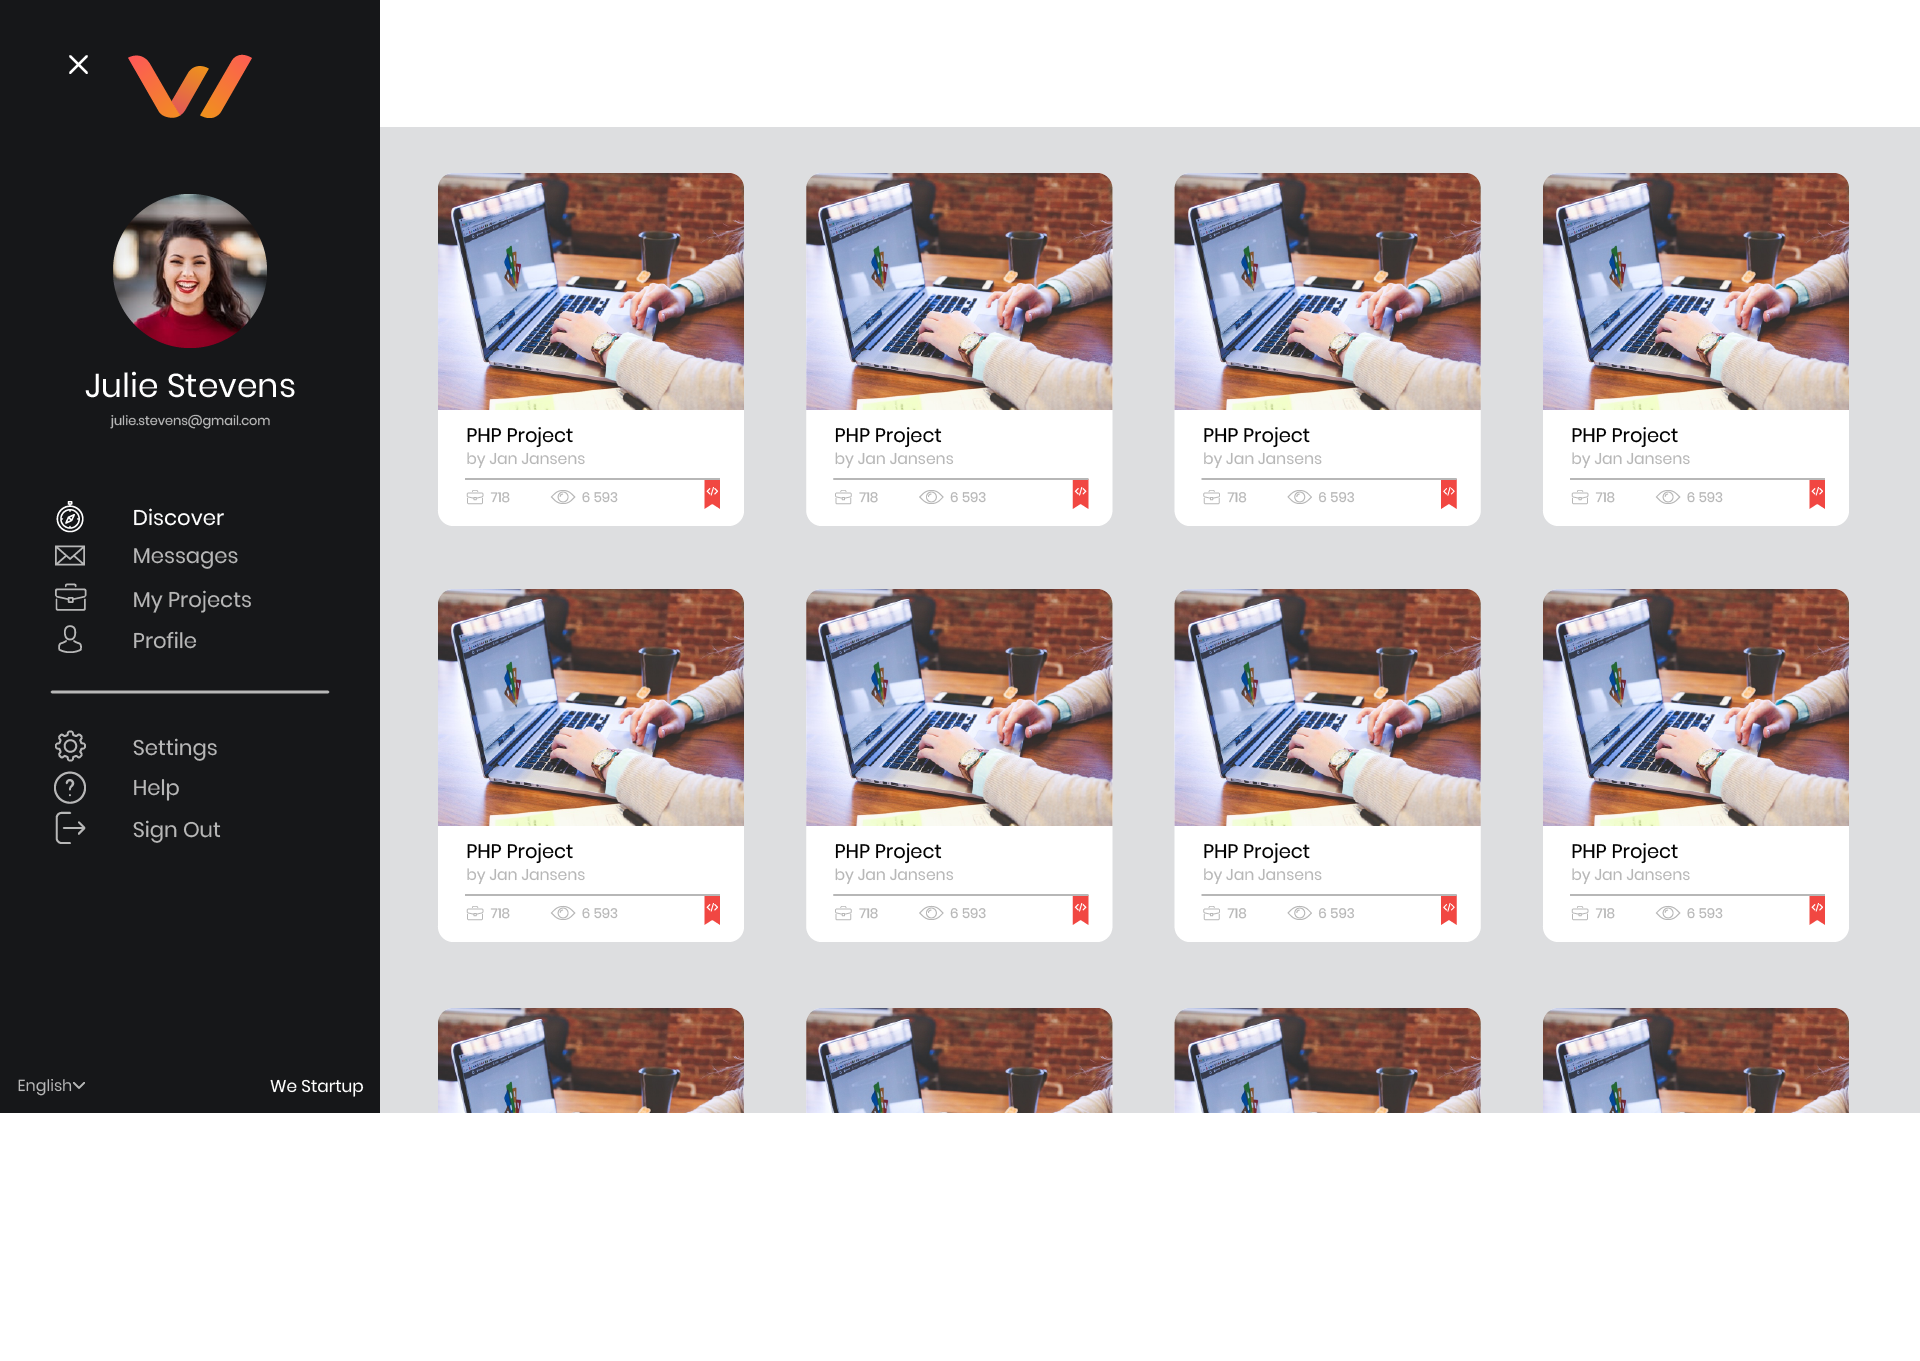 Julie Stevens
julie.stevens@gmail.com
Discover
Messages
My Projects
Profile
Settings
Help
Sign Out
English
We Startup
PHP Project
by Jan Jansens
718 6 593
PHP Project
by Jan Jansens
718 6 593
PHP Project
by Jan Jansens
718 6 593
PHP Project
by Jan Jansens
718 6 593
PHP Project
by Jan Jansens
718 6 593
PHP Project
by Jan Jansens
718 6 593
PHP Project
by Jan Jansens
718 6 593
PHP Project
by Jan Jansens
718 6 593